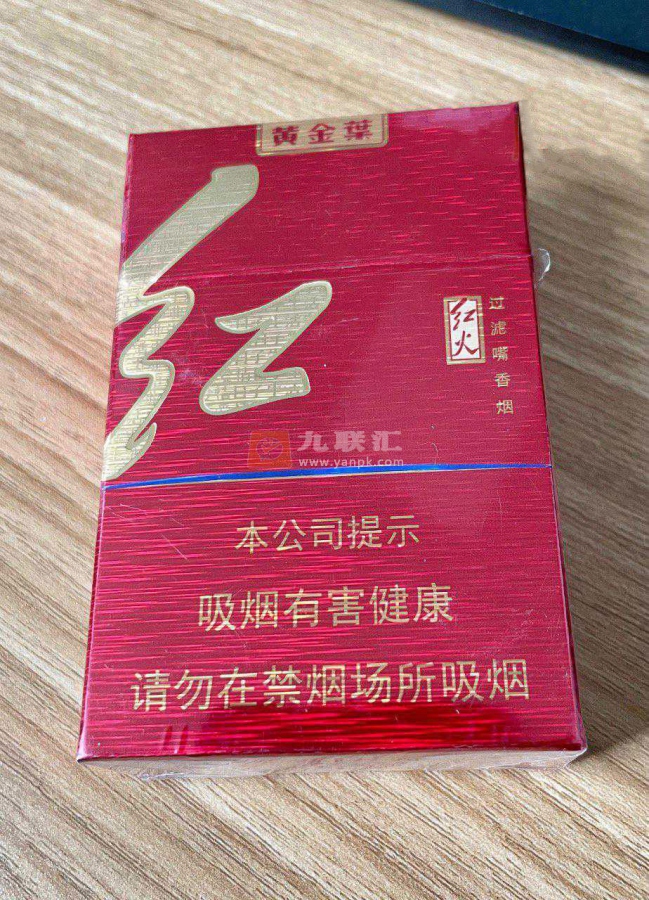 黄金葉
红
红火
过滤嘴香烟
九联汇
www.yanpk.com
本公司提示
吸烟有害健康
请勿在禁烟场所吸烟